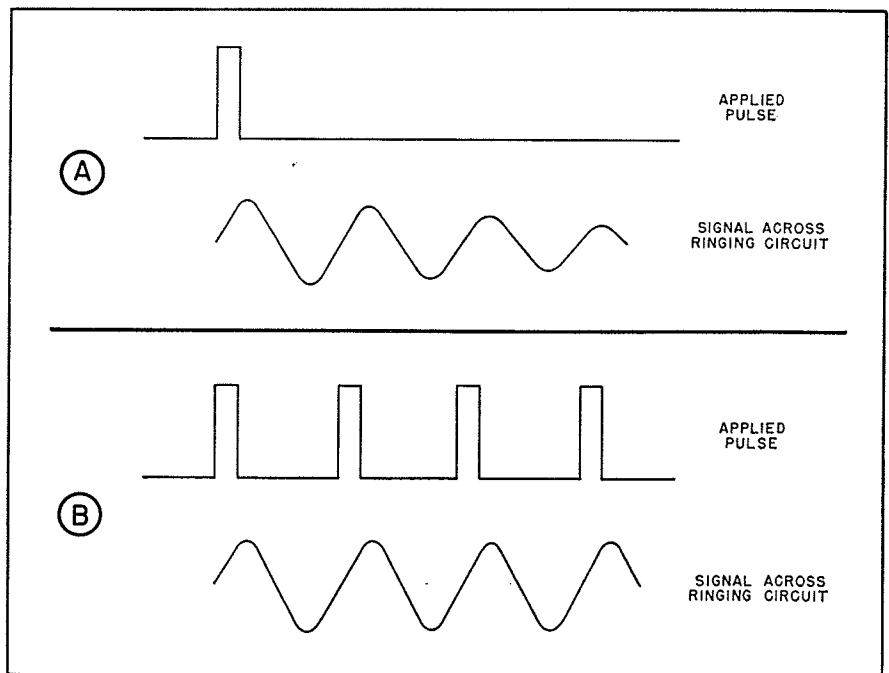 APPLIED
PULSE
A
SIGNAL ACROSS
RINGING CIRCUIT
APPLIED
PULSE
B
SIGNAL ACROSS
RINGING CIRCUIT